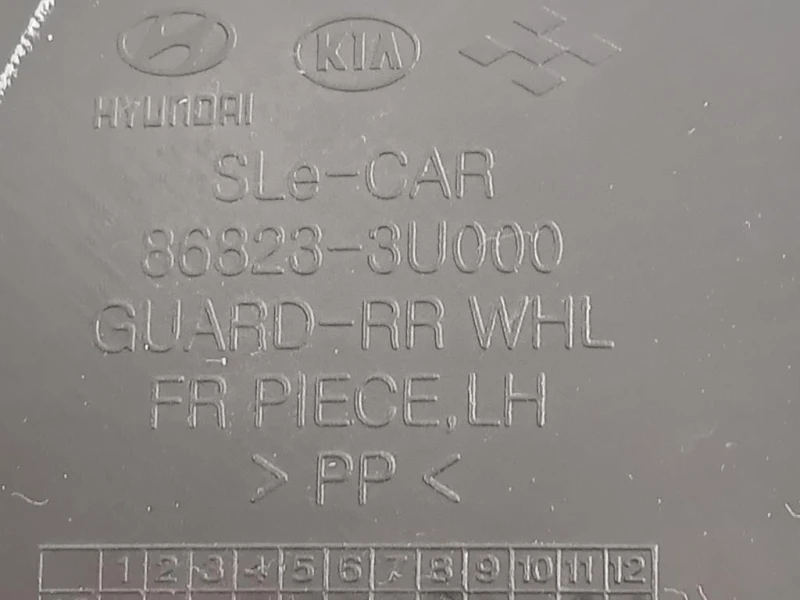 KIA
HYUNDAI
SLe-CAR
86823-3U000
GUARD-RR WHL
FR PIECE,LH
>PP<
1 2 3 4 5 6 7 8 9 10 11 12